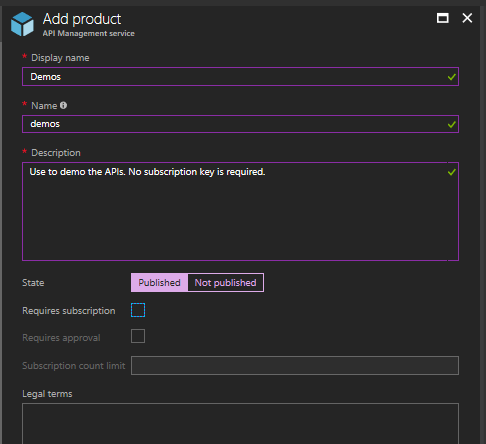 Add product
API Management service
* Display name
Demos
* Name
demos
* Description
Use to demo the APIs. No subscription key is required.
State Published Not published
Requires subscription
Requires approval
Subscription count limit
Legal terms